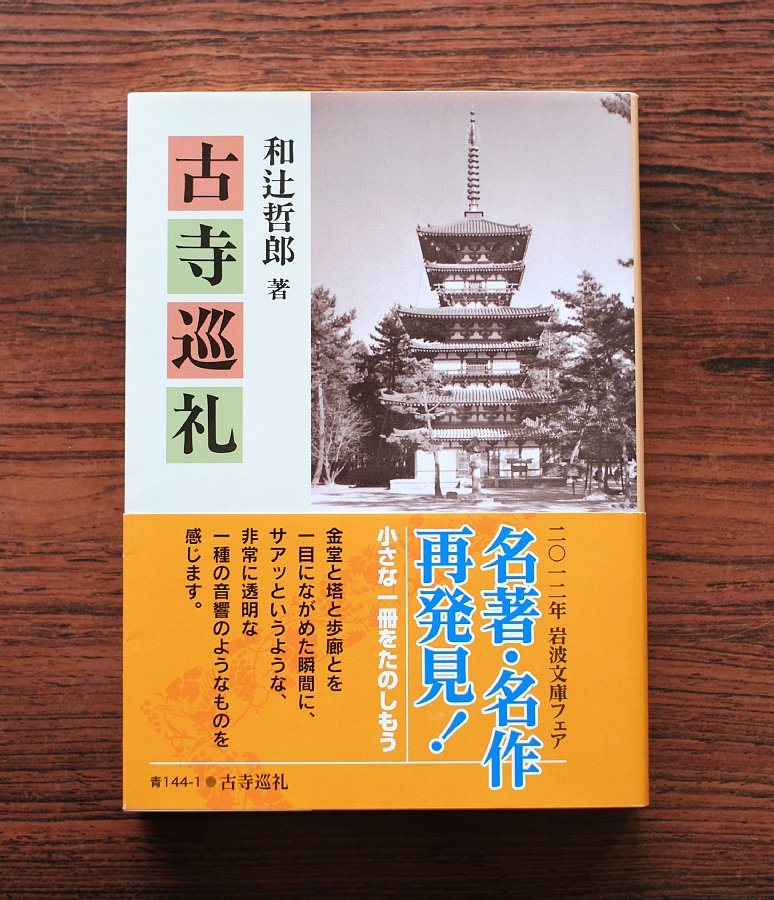 和辻哲郎 著
古寺巡礼
二〇一二年 岩波文庫フェア
名著・名作
再発見！
小さな一冊をたのしもう
金堂と塔と歩廊とを
一目にながめた瞬間に、
サアッというような、
非常に透明な
一種の音響のようなものを
感じます。
青144-1●古寺巡礼